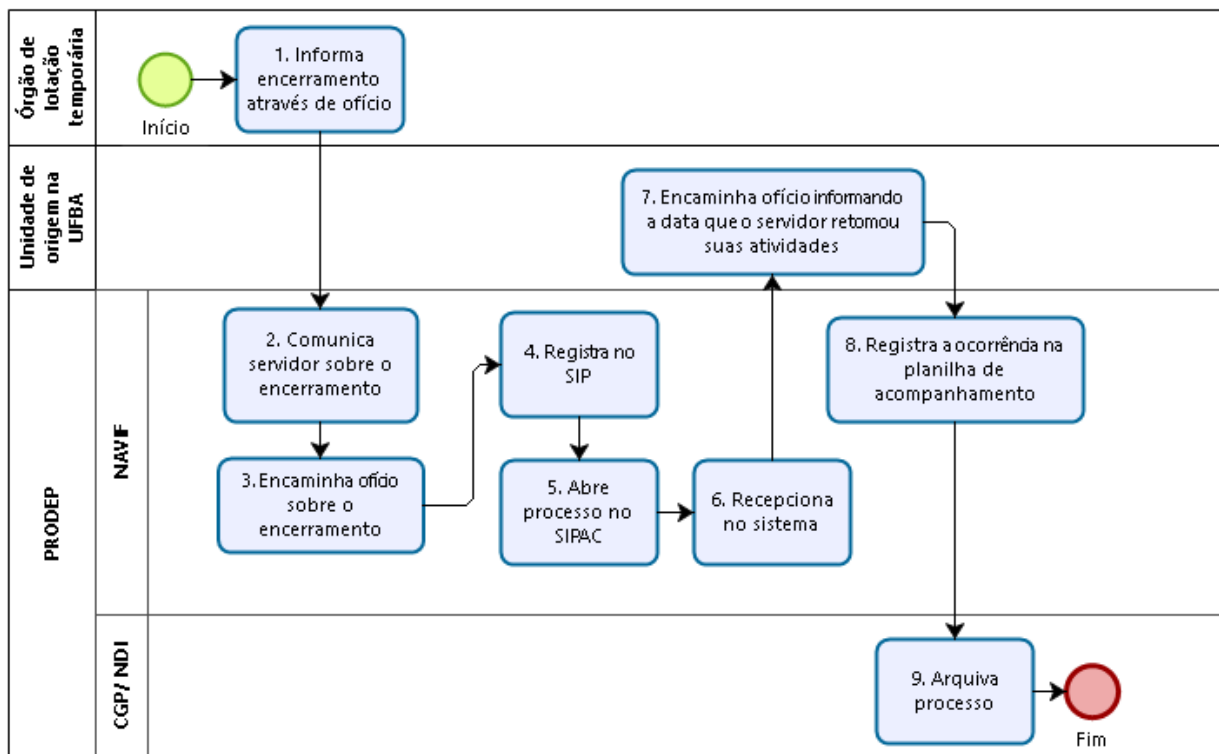 Órgão de
lotação
temporária
Início
1. Informa
encerramento
através de ofício
Unidade de
origem na
UFBA
7. Encaminha ofício informando
a data que o servidor retomou
suas atividades
PRODEP
NAVIF
2. Comunica
servidor sobre o
encerramento
3. Encaminha ofício
sobre o
encerramento
4. Registra no
SIP
5. Abre
processo no
SIPAC
6. Recepciona
no sistema
8. Registra a ocorrência na
planilha de
acompanhamento
CGP/ NDI
9. Arquiva
processo
Fim